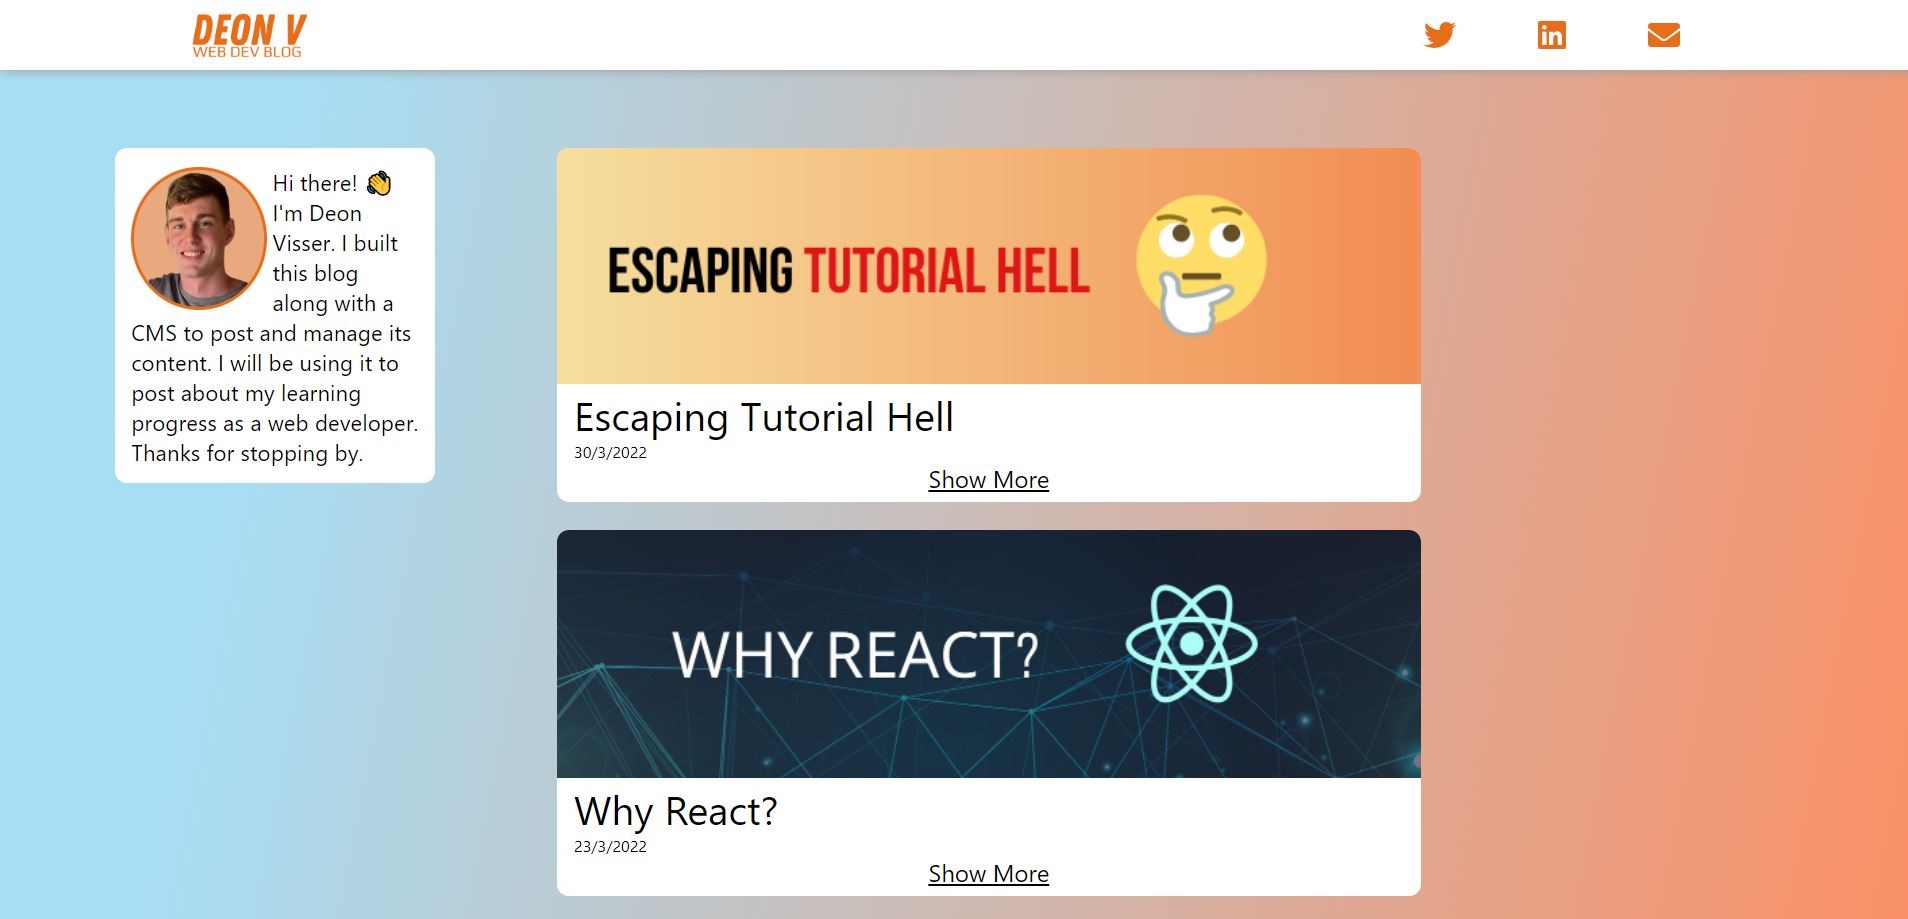 DEON V
WEB DEV BLOG
Hi there! 👋
I'm Deon
Visser. I built
this blog
along with a
CMS to post and manage its
content. I will be using it to
post about my learning
progress as a web developer.
Thanks for stopping by.
ESCAPING TUTORIAL HELL
Escaping Tutorial Hell
30/3/2022
Show More
WHY REACT?
Why React?
23/3/2022
Show More